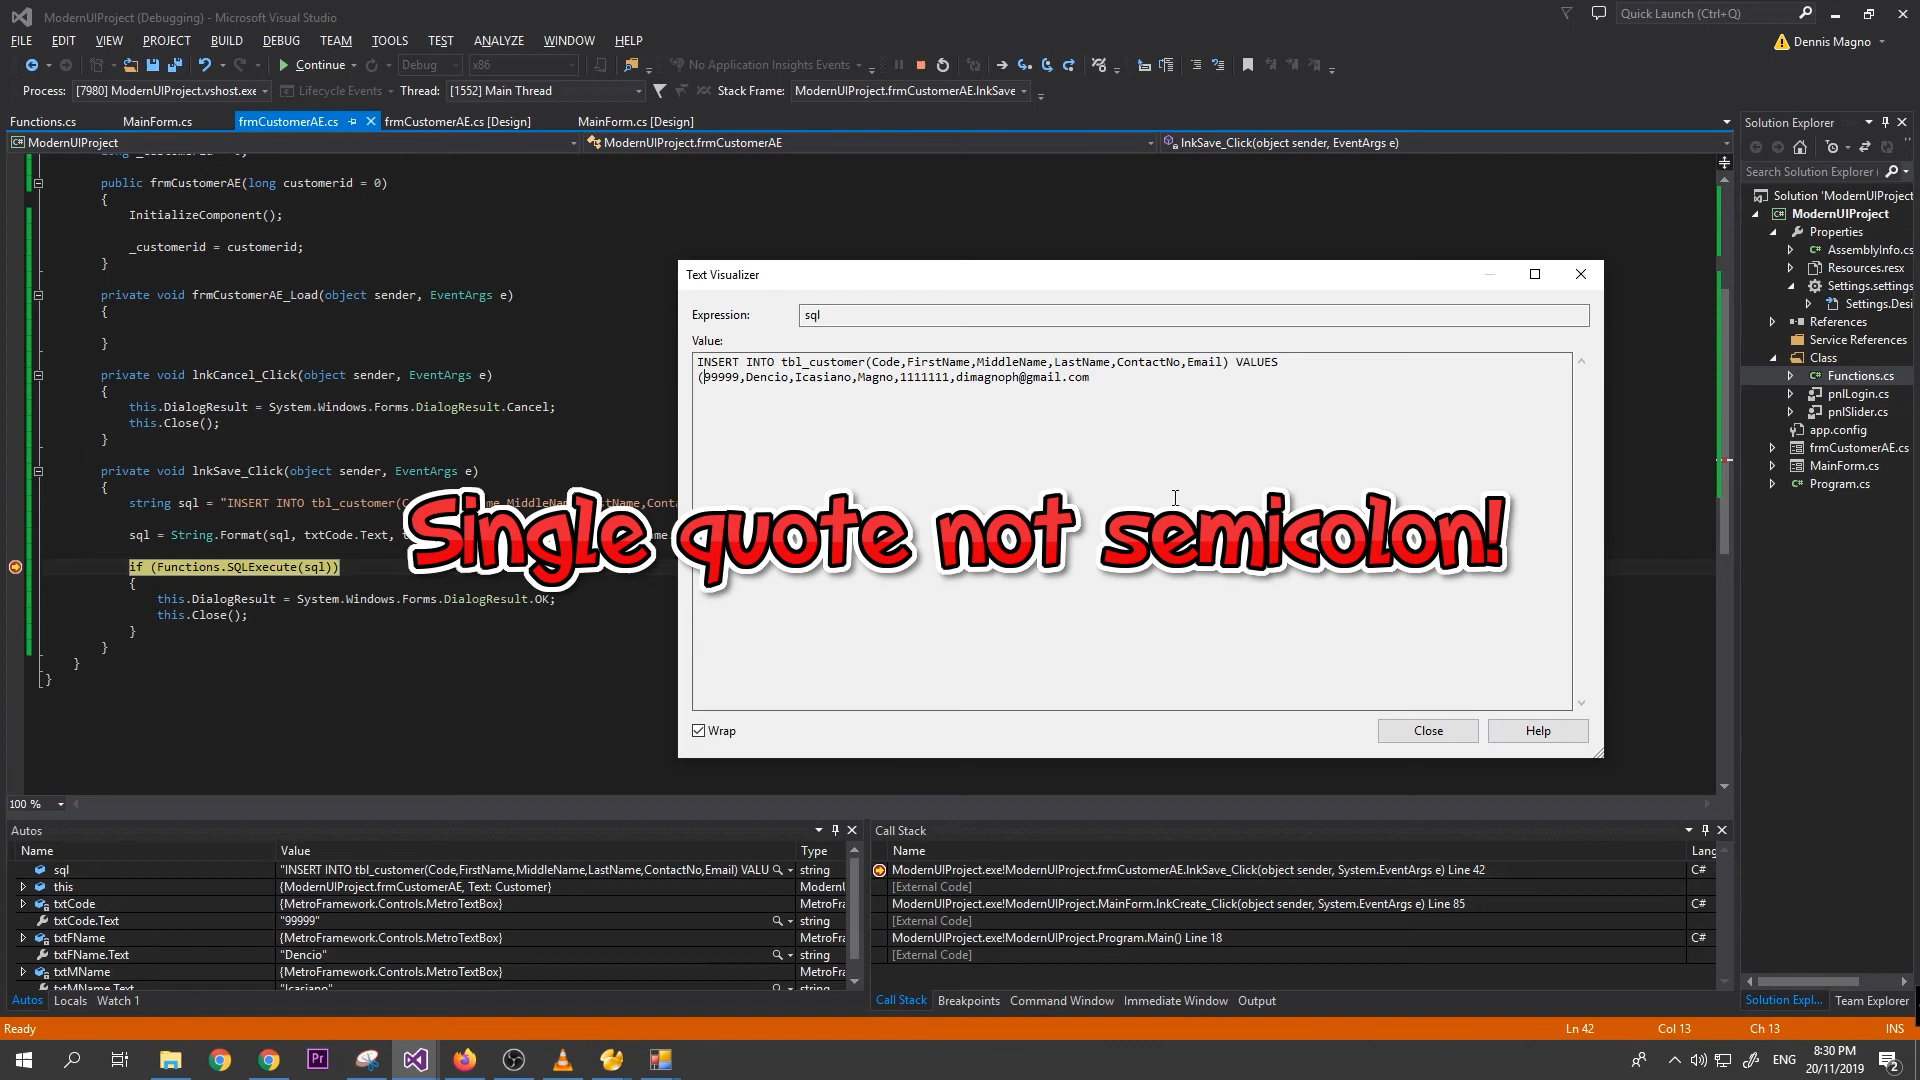 ModernUIProject (Debugging) - Microsoft Visual Studio
Quick Launch (Ctrl+Q)
FILE EDIT VIEW PROJECT BUILD DEBUG TEAM TOOLS TEST ANALYZE WINDOW HELP
Dennis Magno
Continue Debug x86 No Application Insights Events
Process: [7980] ModernUIProject.vshost.exe Lifecycle Events Thread: [1552] Main Thread Stack Frame: ModernUIProject.frmCustomerAE.lnkSave
Functions.cs MainForm.cs frmCustomerAE.cs frmCustomerAE.cs [Design] MainForm.cs [Design]
ModernUIProject ModernUIProject.frmCustomerAE lnkSave_Click(object sender, EventArgs e)
public frmCustomerAE(long customerid = 0)
{
InitializeComponent();
_customerid = customerid;
}
private void frmCustomerAE_Load(object sender, EventArgs e)
{
}
private void lnkCancel_Click(object sender, EventArgs e)
{
this.DialogResult = System.Windows.Forms.DialogResult.Cancel;
this.Close();
}
private void lnkSave_Click(object sender, EventArgs e)
{
string sql = "INSERT INTO tbl_customer(
sql = String.Format(sql, txtCode.Text,
if (Functions.SQLExecute(sql))
{
this.DialogResult = System.Windows.Forms.DialogResult.OK;
this.Close();
}
}
}
}
Text Visualizer
Expression: sql
Value:
INSERT INTO tbl_customer(Code,FirstName,MiddleName,LastName,ContactNo,Email) VALUES
(99999,Dencio,Icasiano,Magno,1111111,dimagnoph@gmail.com
Wrap
Close Help
Single quote not semicolon!
Solution Explorer
Search Solution Explorer
Solution 'ModernUIProject
ModernUIProject
Properties
AssemblyInfo.cs
Resources.resx
Settings.settings
Settings.Desi
References
Service References
Class
Functions.cs
pnlLogin.cs
pnlSlider.cs
app.config
frmCustomerAE.cs
MainForm.cs
Program.cs
Solution Expl... Team Explorer
100 %
Autos
Name Value Type
sql "INSERT INTO tbl_customer(Code,FirstName,MiddleName,LastName,ContactNo,Email) VALU string
this {ModernUIProject.frmCustomerAE, Text: Customer} ModernU
txtCode {MetroFramework.Controls.MetroTextBox} MetroFra
txtCode.Text "99999" string
txtFName {MetroFramework.Controls.MetroTextBox} MetroFra
txtFName.Text "Dencio" string
txtMName {MetroFramework.Controls.MetroTextBox} MetroFra
txtMName.Text "Icasiano" string
Autos Locals Watch 1
Call Stack
Name Lang
ModernUIProject.exe!ModernUIProject.frmCustomerAE.lnkSave_Click(object sender, System.EventArgs e) Line 42 C#
[External Code]
ModernUIProject.exe!ModernUIProject.MainForm.lnkCreate_Click(object sender, System.EventArgs e) Line 85 C#
[External Code]
ModernUIProject.exe!ModernUIProject.Program.Main() Line 18 C#
[External Code]
Call Stack Breakpoints Command Window Immediate Window Output
Ready Ln 42 Col 13 Ch 13 INS
Pr
ENG
8:30 PM
20/11/2019
2